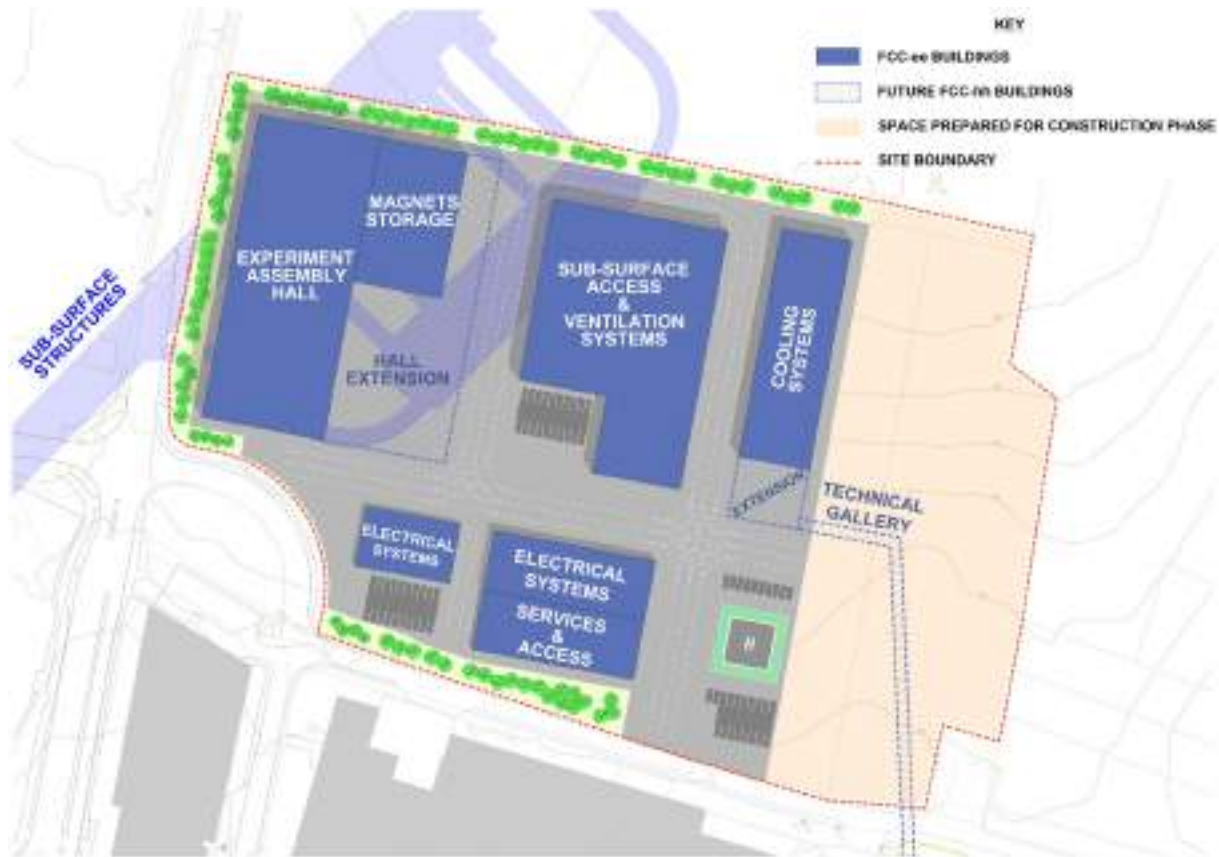 KEY
FCC-ee BUILDINGS
FUTURE FCC-hh BUILDINGS
SPACE PREPARED FOR CONSTRUCTION PHASE
SITE BOUNDARY
MAGNETS
STORAGE
EXPERIMENT
ASSEMBLY
HALL
SUB-SURFACE
ACCESS
&
VENTILATION
SYSTEMS
COOLING
SYSTEMS
SUB-SURFACE
STRUCTURES
HALL
EXTENSION
EXTENSION
TECHNICAL
GALLERY
ELECTRICAL
SYSTEMS
ELECTRICAL
SYSTEMS
SERVICES
&
ACCESS
H